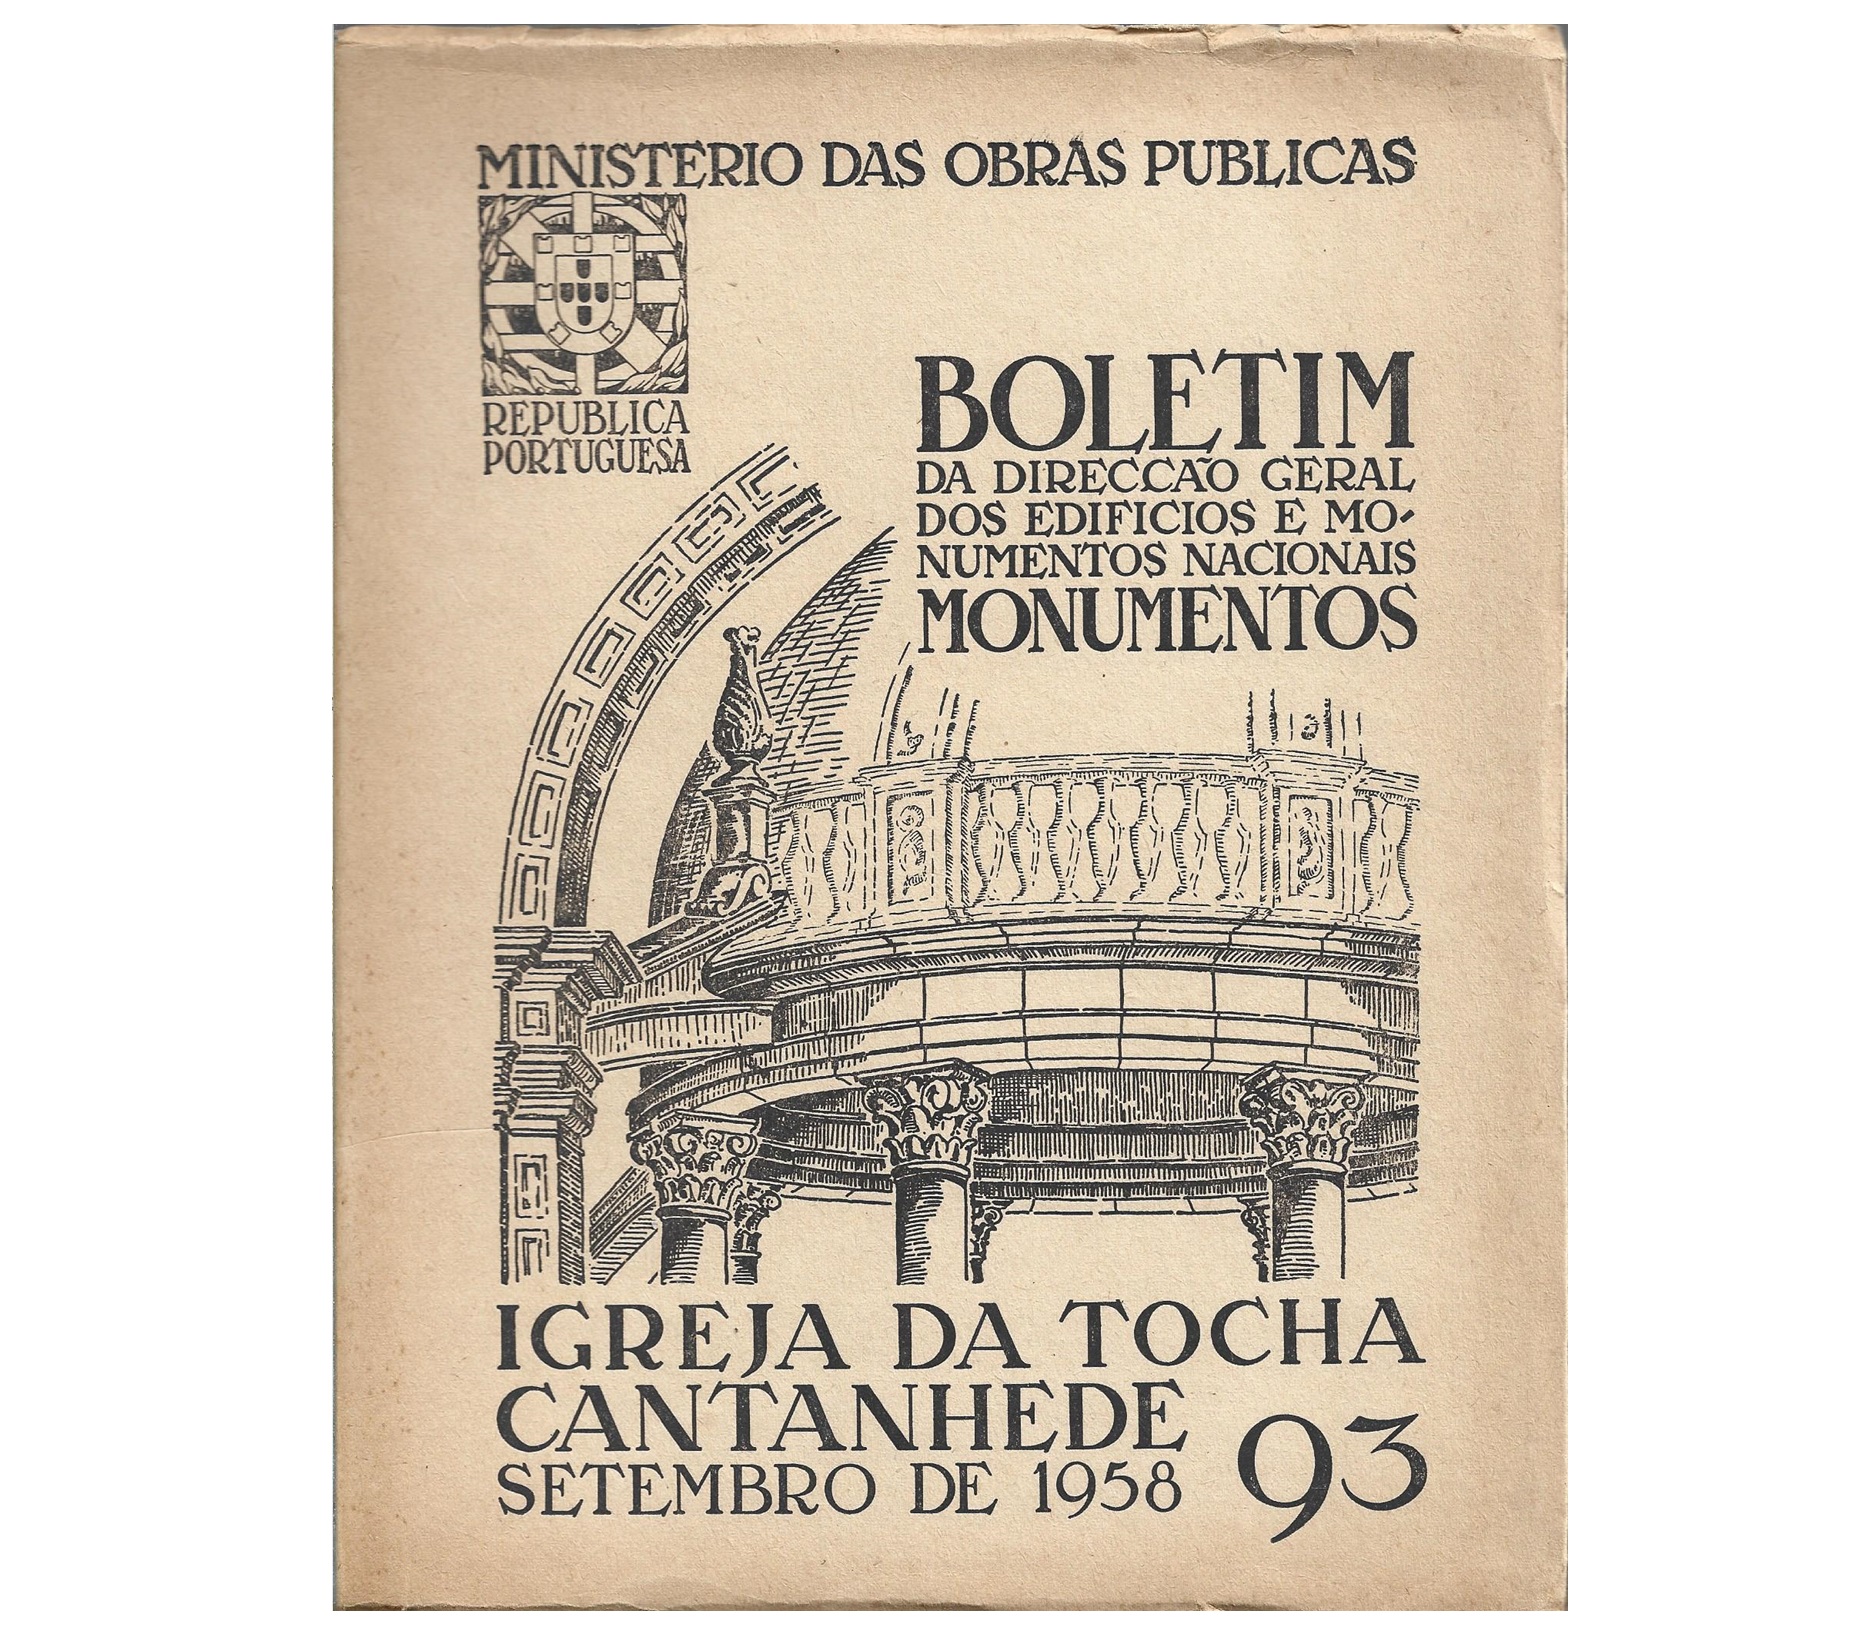 MINISTERIO DAS OBRAS PUBLICAS
REPUBLICA
PORTUGUESA
BOLETIM
DA DIRECCÃO GERAL
DOS EDIFICIOS E MO-
NUMENTOS NACIONAIS
MONUMENTOS
IGREJA DA TOCHA
CANTANHEDE
SETEMBRO DE 1958
93